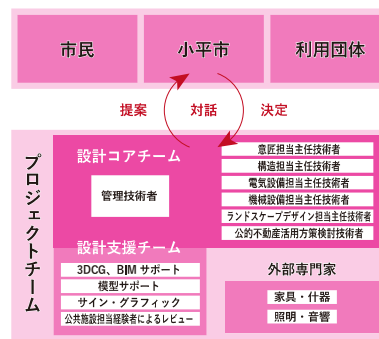 市民
小平市
利用団体
提案
対話
決定
プロジェクトチーム
設計コアチーム
管理技術者
意匠担当主任技術者
構造担当主任技術者
電気設備担当主任技術者
機械設備担当主任技術者
ランドスケープデザイン担当主任技術者
公的不動産活用方策検討技術者
設計支援チーム
3DCG、BIM サポート
模型サポート
サイン・グラフィック
公共施設担当経験者によるレビュー
外部専門家
家具・什器
照明・音響